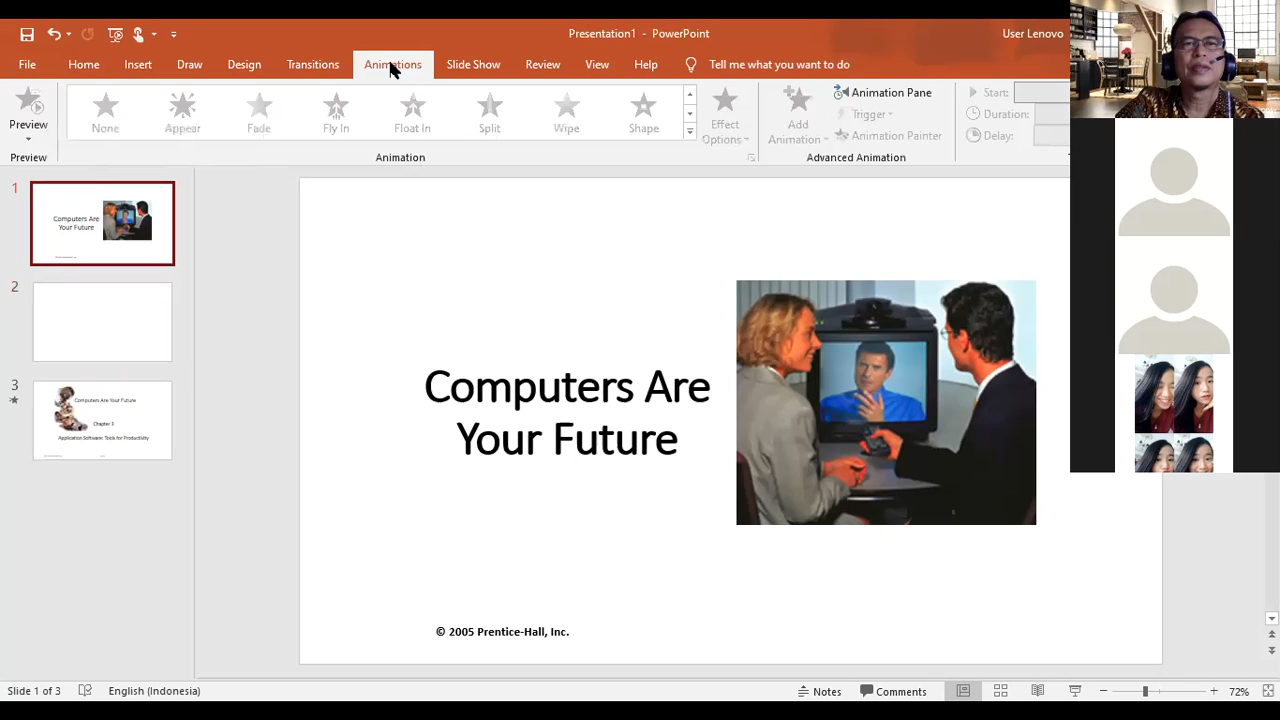 Presentation1 - PowerPoint
User Lenovo
File Home Insert Draw Design Transitions Animations Slide Show Review View Help Tell me what you want to do
Preview
None Appear Fade Fly In Float In Split Wipe Shape
Effect Options
Add Animation
Animation Pane
Trigger
Animation Painter
Start:
Duration:
Delay:
Preview Animation Advanced Animation
1
Computers Are
Your Future
2
3
Computers Are Your Future
Chapter 3
Application Software: Tools for Productivity
Computers Are
Your Future
© 2005 Prentice-Hall, Inc.
Slide 1 of 3 English (Indonesia) Notes Comments 72%